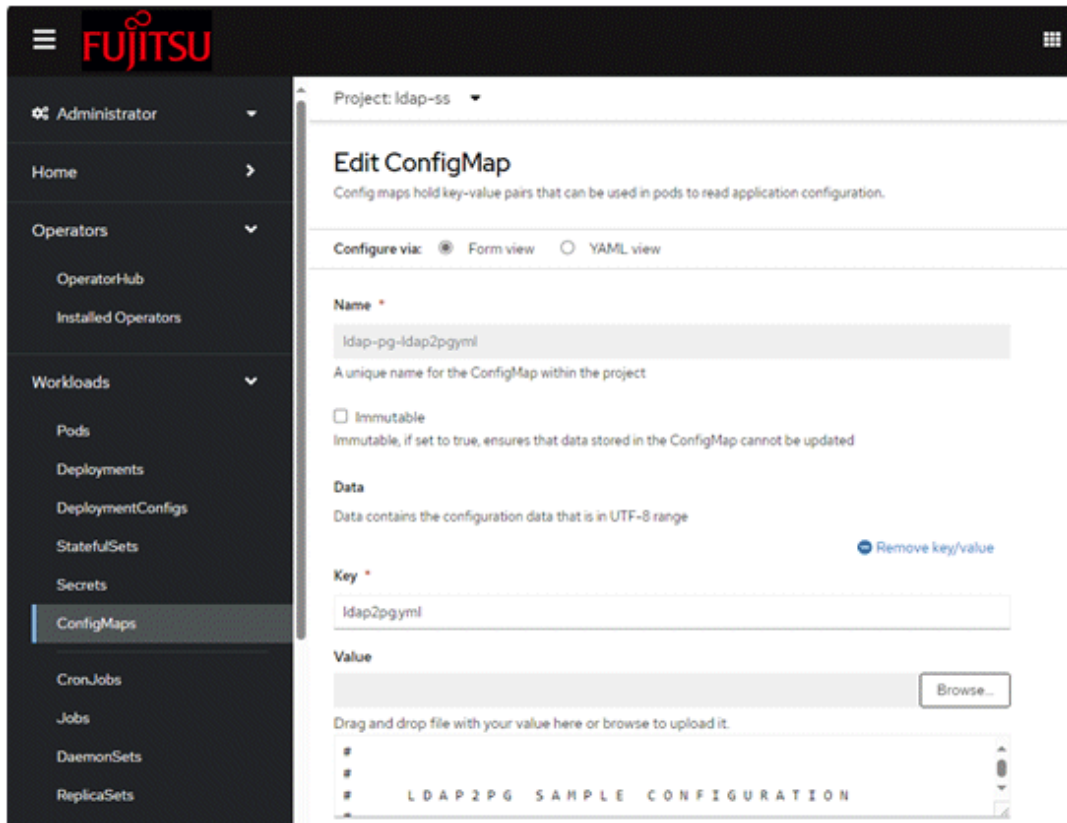 FUJITSU
Administrator
Home
Operators
OperatorHub
Installed Operators
Workloads
Pods
Deployments
DeploymentConfigs
StatefulSets
Secrets
ConfigMaps
CronJobs
Jobs
DaemonSets
ReplicaSets
Project: ldap-ss
Edit ConfigMap
Config maps hold key-value pairs that can be used in pods to read application configuration.
Configure via: Form view YAML view
Name *
ldap-pg-ldap2pgyml
A unique name for the ConfigMap within the project
Immutable
Immutable, if set to true, ensures that data stored in the ConfigMap cannot be updated
Data
Data contains the configuration data that is in UTF-8 range
Remove key/value
Key *
ldap2pg.yml
Value
Browse...
Drag and drop file with your value here or browse to upload it.
#
#
# L D A P 2 P G   S A M P L E   C O N F I G U R A T I O N
#